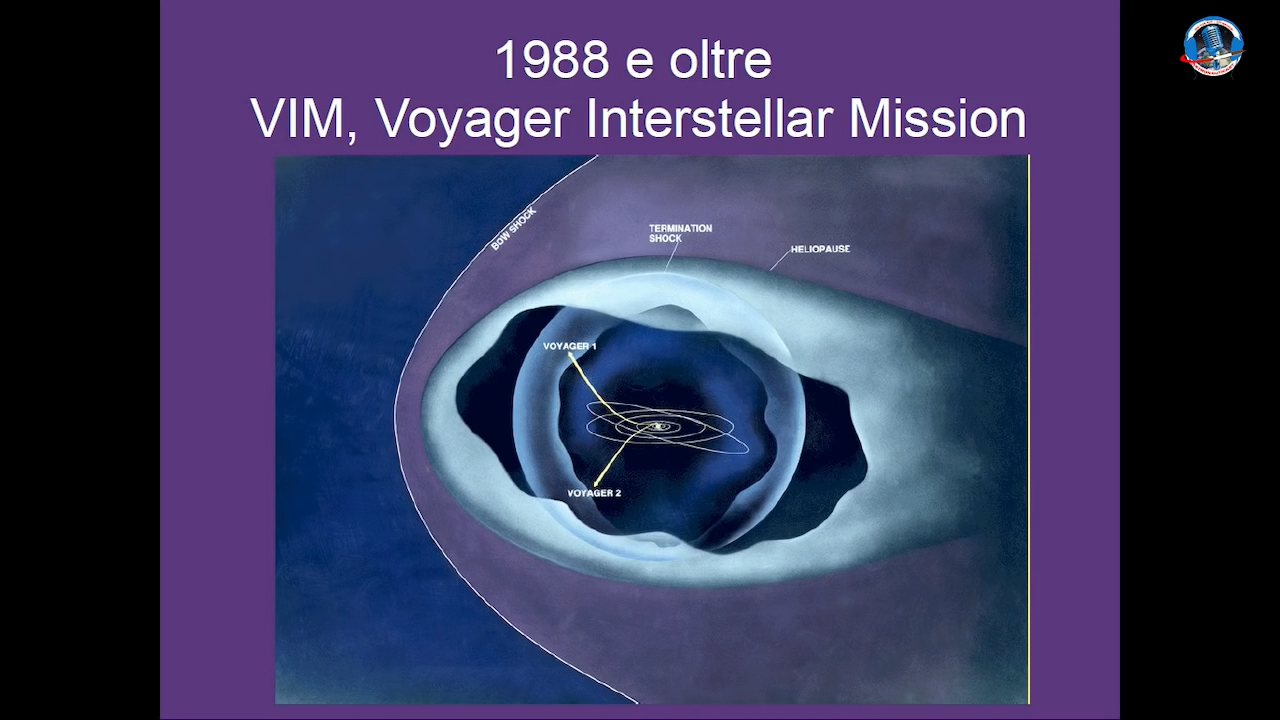 1988 e oltre
VIM, Voyager Interstellar Mission
BOW SHOCK
TERMINATION
SHOCK
HELIOPAUSE
VOYAGER 1
VOYAGER 2